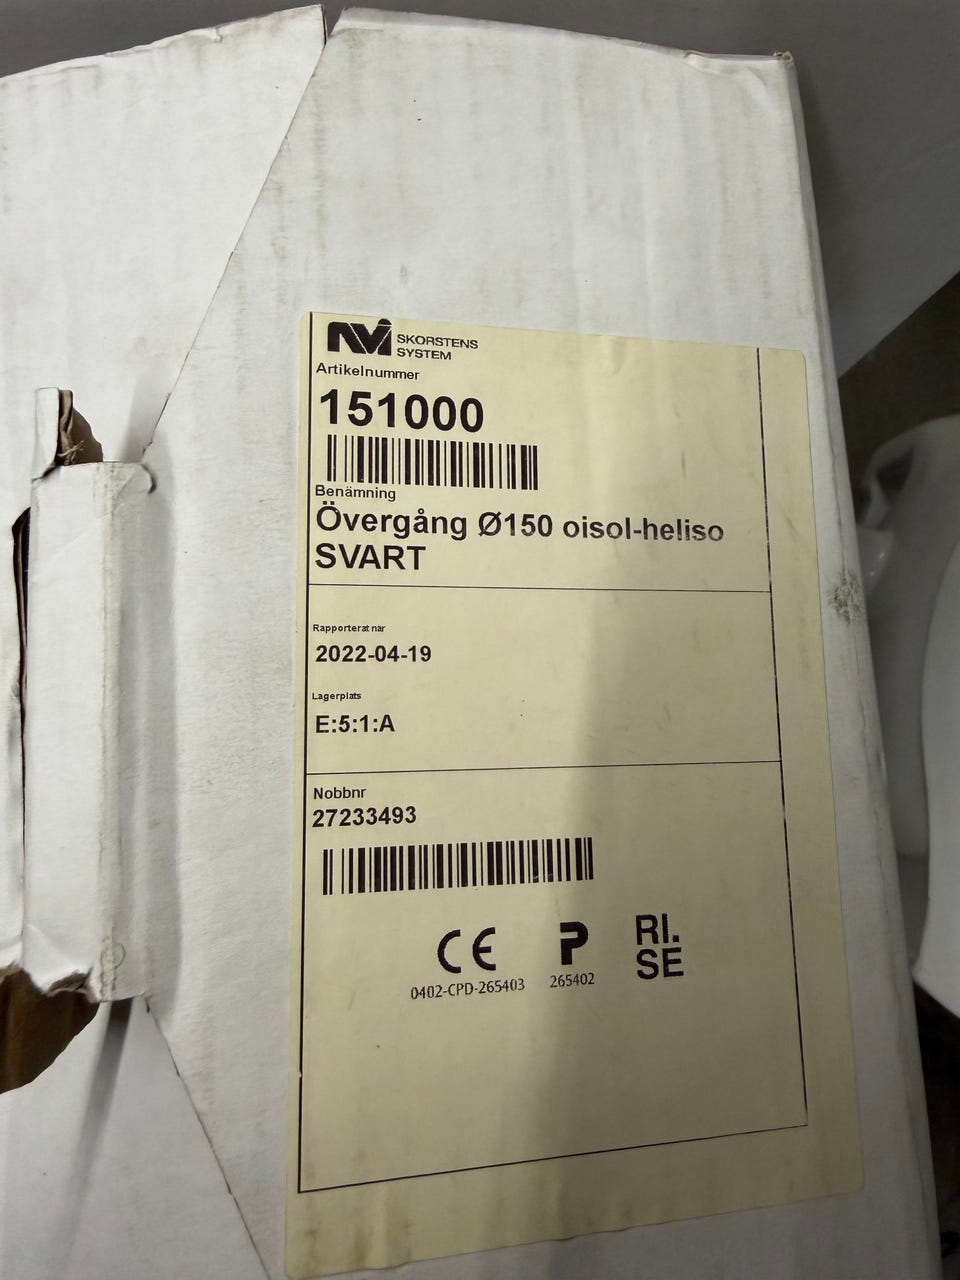 NVI SKORSTENS
SYSTEM
Artikelnummer
151000
Benämning
Övergång Ø150 oisol-heliso
SVART
Rapporterat när
2022-04-19
Lagerplats
E:5:1:A
Nobbnr
27233493
CE P RI.
SE
0402-CPD-265403 265402